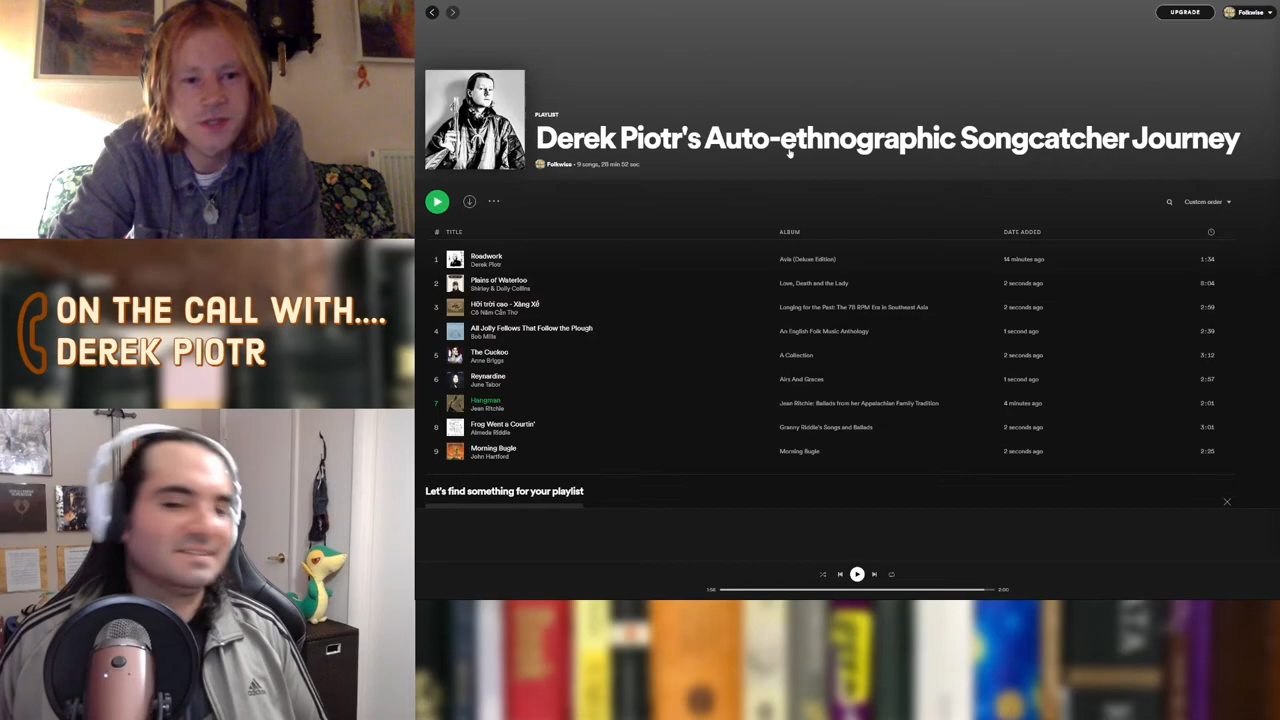 UPGRADE
Folkwise
PLAYLIST
Derek Piotr's Auto-ethnographic Songcatcher Journey
Folkwise • 9 songs, 28 min 52 sec
Custom order
# TITLE ALBUM DATE ADDED
1 Roadwork Avia (Deluxe Edition) 14 minutes ago 1:34
Derek Piotr
2 Plains of Waterloo Love, Death and the Lady 2 seconds ago 8:04
Shirley & Dolly Collins
3 Hỡi trời cao - Xàng Xê Longing for the Past: The 78 RPM Era in Southeast Asia 2 seconds ago 2:59
Cô Năm Cần Thơ
4 All Jolly Fellows That Follow the Plough An English Folk Music Anthology 1 second ago 2:39
Bob Mills
5 The Cuckoo A Collection 2 seconds ago 3:12
Anne Briggs
6 Reynardine Airs And Graces 1 second ago 2:57
June Tabor
7 Hangman Jean Ritchie: Ballads from her Appalachian Family Tradition 4 minutes ago 2:01
Jean Ritchie
8 Frog Went a Courtin' Granny Riddle's Songs and Ballads 2 seconds ago 3:01
Almeda Riddle
9 Morning Bugle Morning Bugle 2 seconds ago 2:25
John Hartford
Let's find something for your playlist
1:55 2:00
ON THE CALL WITH....
DEREK PIOTR
adidas